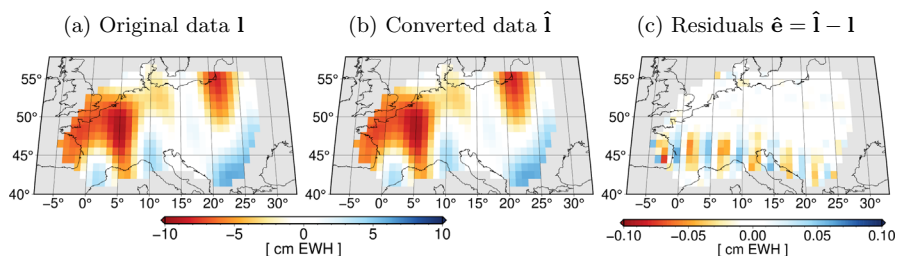 (a) Original data l
(b) Converted data l̂
(c) Residuals ê = l̂ − l
55°
50°
45°
40°
−5° 0° 5° 10° 15° 20° 25° 30°
55°
50°
45°
40°
−5° 0° 5° 10° 15° 20° 25° 30°
55°
50°
45°
40°
−5° 0° 5° 10° 15° 20° 25° 30°
−10 −5 0 5 10
[ cm EWH ]
−0.10 −0.05 0.00 0.05 0.10
[ cm EWH ]